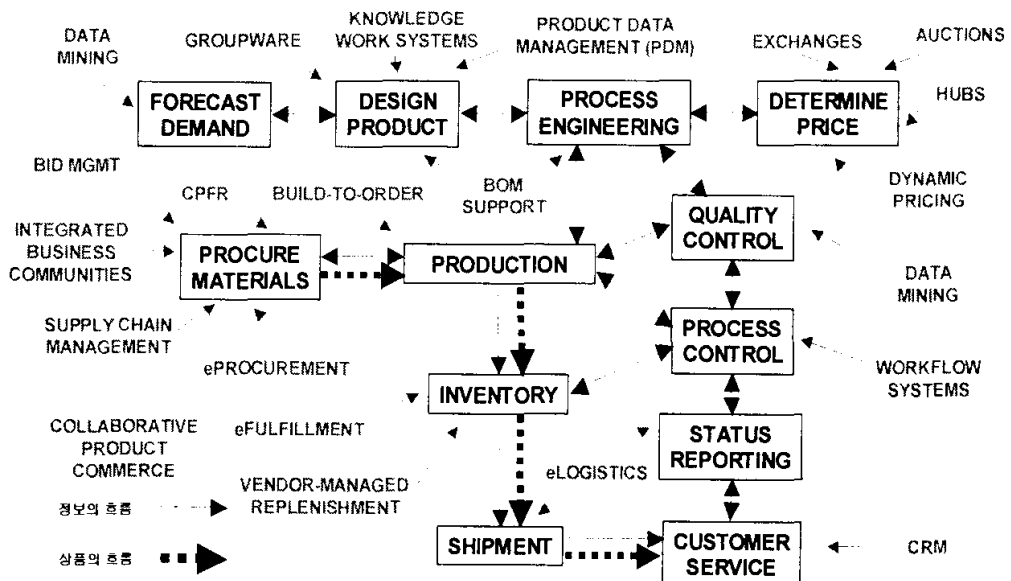 DATA
MINING
GROUPWARE
KNOWLEDGE
WORK SYSTEMS
PRODUCT DATA
MANAGEMENT (PDM)
EXCHANGES
AUCTIONS
HUBS
FORECAST
DEMAND
DESIGN
PRODUCT
PROCESS
ENGINEERING
DETERMINE
PRICE
BID MGMT
CPFR
BUILD-TO-ORDER
BOM
SUPPORT
DYNAMIC
PRICING
INTEGRATED
BUSINESS
COMMUNITIES
PROCURE
MATERIALS
PRODUCTION
QUALITY
CONTROL
DATA
MINING
SUPPLY CHAIN
MANAGEMENT
PROCESS
CONTROL
ePROCUREMENT
INVENTORY
WORKFLOW
SYSTEMS
COLLABORATIVE
PRODUCT
COMMERCE
eFULFILLMENT
STATUS
REPORTING
eLOGISTICS
VENDOR-MANAGED
REPLENISHMENT
정보의 흐름
상품의 흐름
SHIPMENT
CUSTOMER
SERVICE
CRM